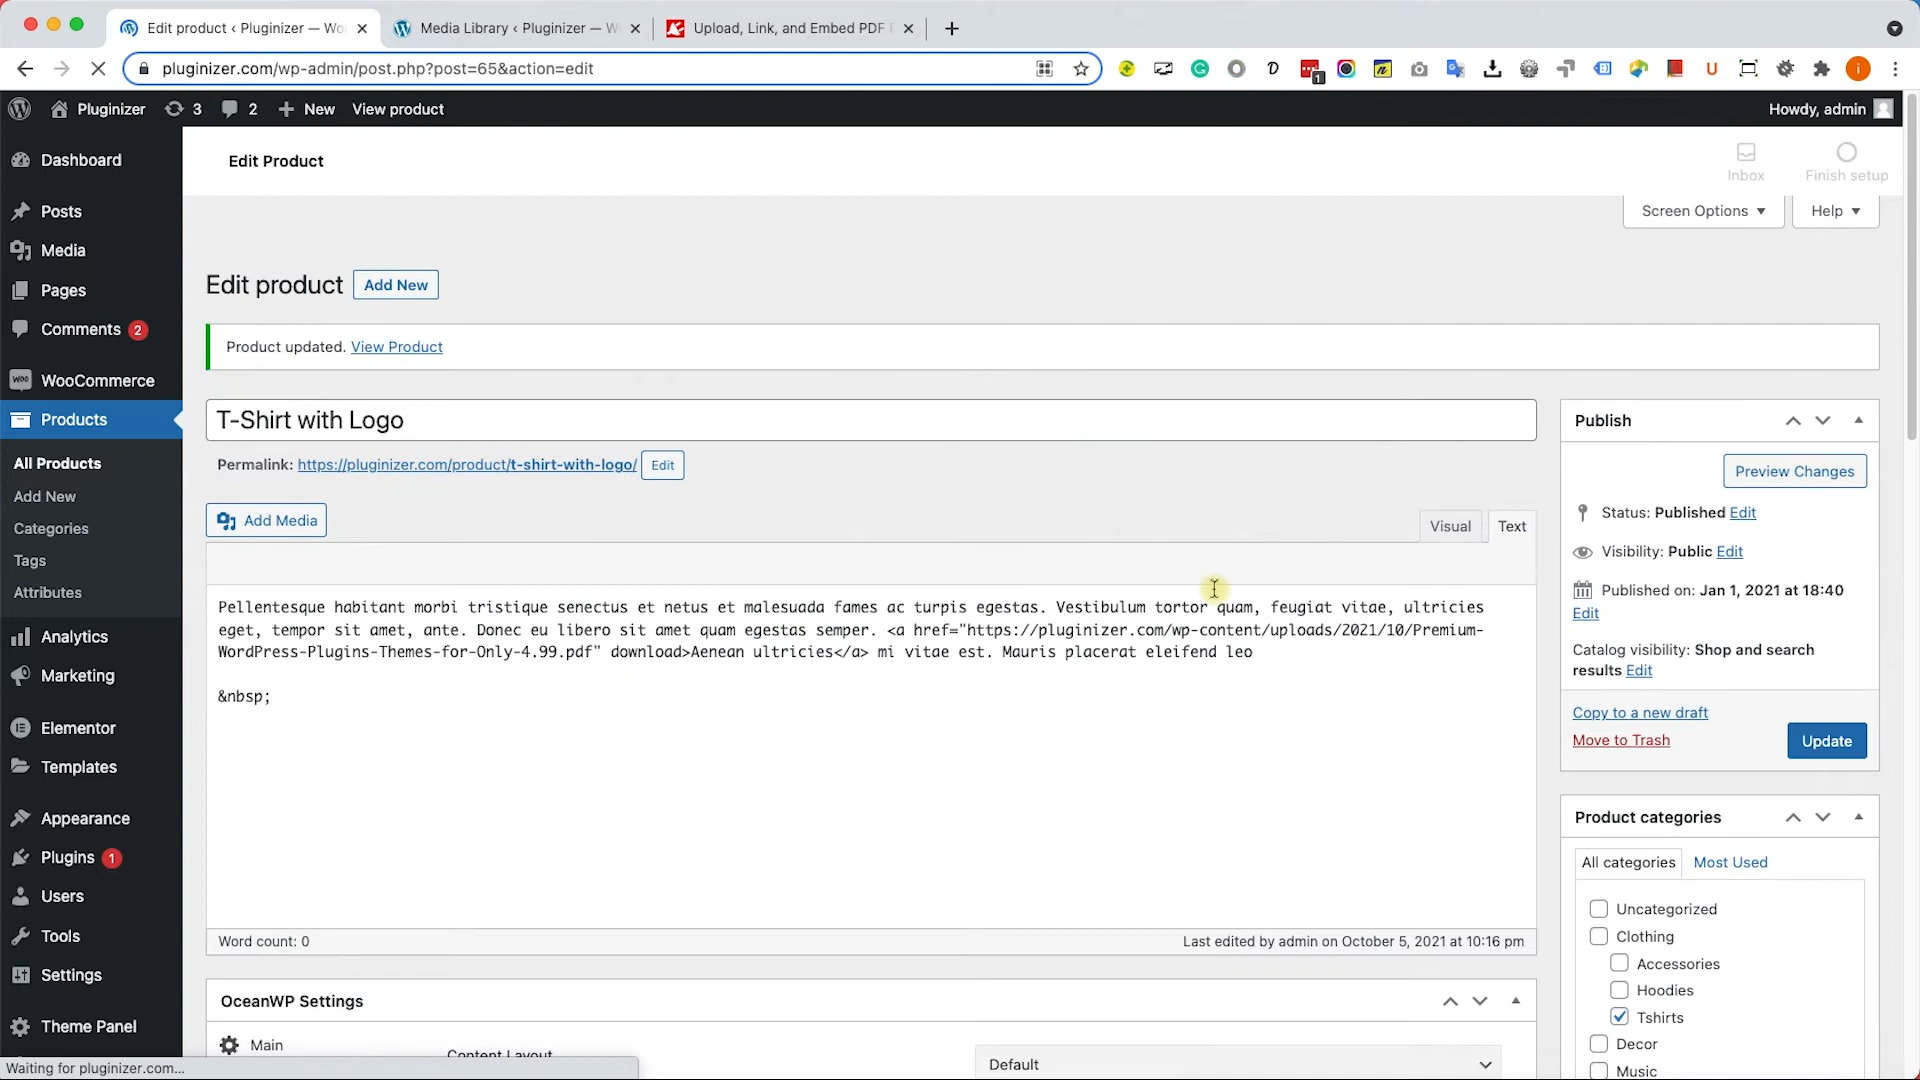 Edit product ‹ Pluginizer — Wo
Media Library ‹ Pluginizer — W
Upload, Link, and Embed PDF
pluginizer.com/wp-admin/post.php?post=65&action=edit
Pluginizer
3
2
New
View product
Howdy, admin
Dashboard
Posts
Media
Pages
Comments 2
WooCommerce
Products
All Products
Add New
Categories
Tags
Attributes
Analytics
Marketing
Elementor
Templates
Appearance
Plugins 1
Users
Tools
Settings
Theme Panel
Waiting for pluginizer.com...
Edit Product
Inbox
Finish setup
Screen Options
Help
Edit product
Add New
Product updated. View Product
T-Shirt with Logo
Permalink: https://pluginizer.com/product/t-shirt-with-logo/ Edit
Add Media
Visual
Text
Pellentesque habitant morbi tristique senectus et netus et malesuada fames ac turpis egestas. Vestibulum tortor quam, feugiat vitae, ultricies
eget, tempor sit amet, ante. Donec eu libero sit amet quam egestas semper. <a href="https://pluginizer.com/wp-content/uploads/2021/10/Premium-
WordPress-Plugins-Themes-for-Only-4.99.pdf" download>Aenean ultricies</a> mi vitae est. Mauris placerat eleifend leo
&nbsp;
Word count: 0
Last edited by admin on October 5, 2021 at 10:16 pm
OceanWP Settings
Main
Content Layout
Default
Publish
Preview Changes
Status: Published Edit
Visibility: Public Edit
Published on: Jan 1, 2021 at 18:40
Edit
Catalog visibility: Shop and search
results Edit
Copy to a new draft
Move to Trash
Update
Product categories
All categories
Most Used
Uncategorized
Clothing
Accessories
Hoodies
Tshirts
Decor
Music